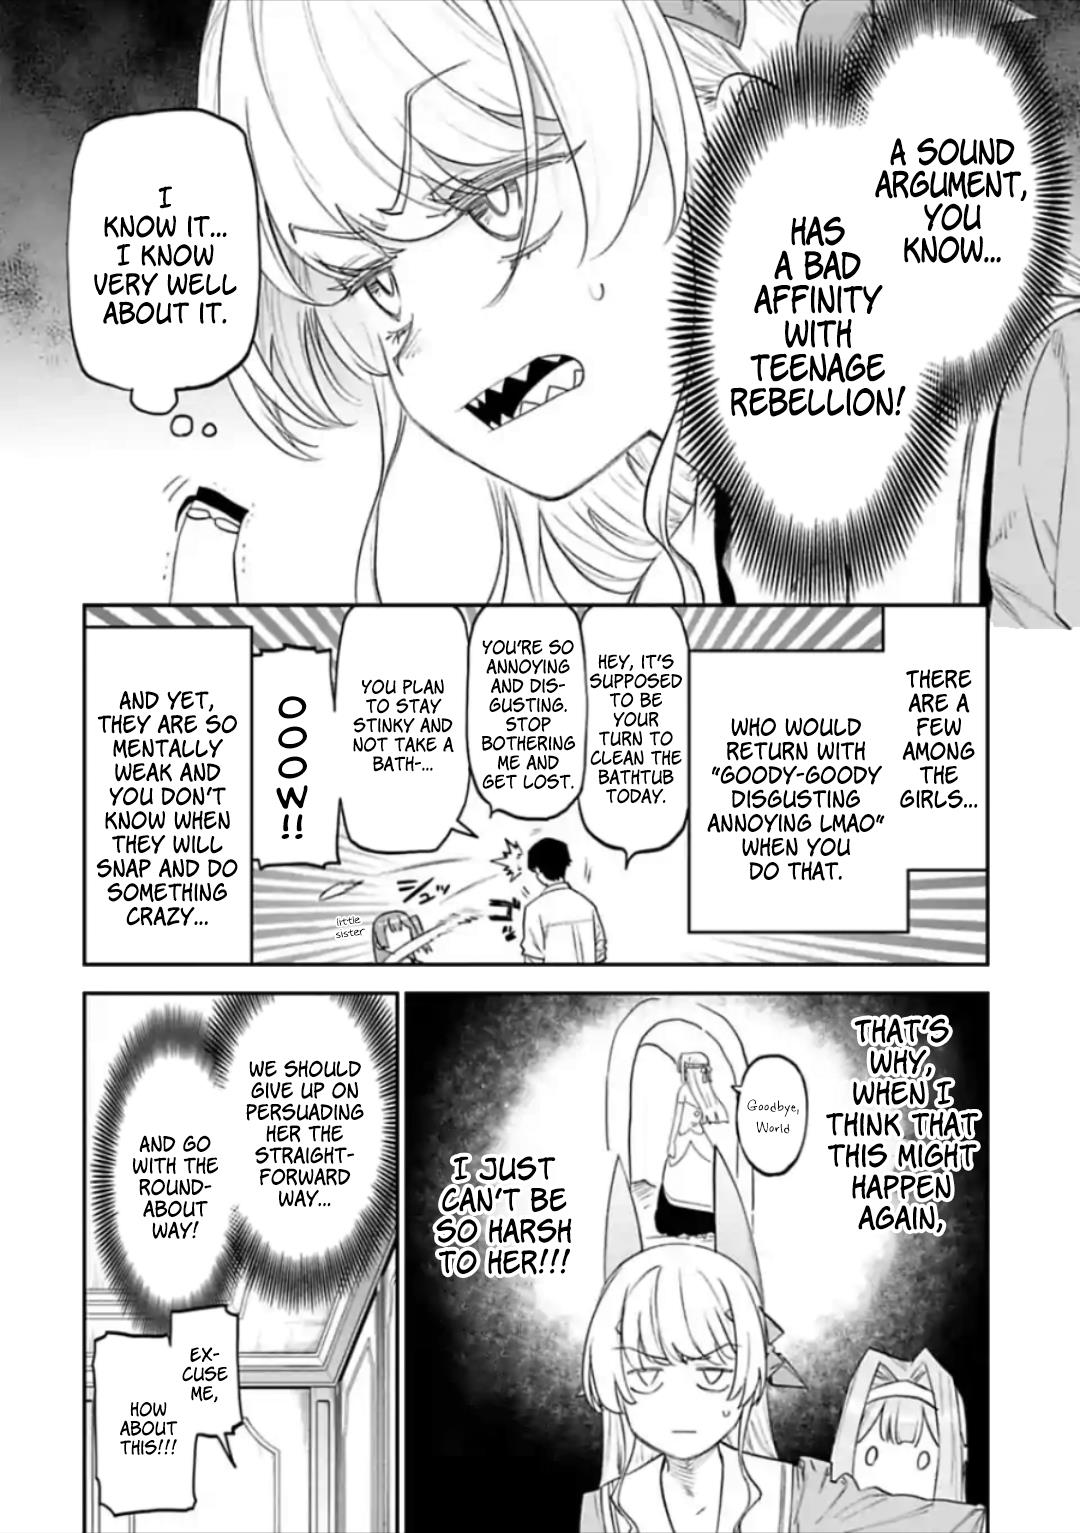 A SOUND
ARGUMENT,
YOU
KNOW...
HAS
A BAD
AFFINITY
WITH
TEENAGE
REBELLION!
I
KNOW IT...
I KNOW
VERY WELL
ABOUT IT.
THERE
ARE A
FEW
AMONG
THE
GIRLS...
WHO WOULD
RETURN WITH
"GOODY-GOODY
DISGUSTING
ANNOYING LMAO"
WHEN YOU
DO THAT.
HEY, IT'S
SUPPOSED
TO BE
YOUR
TURN TO
CLEAN THE
BATHTUB
TODAY.
YOU'RE SO
ANNOYING
AND DIS-
GUSTING.
STOP
BOTHERING
ME AND
GET LOST.
YOU PLAN
TO STAY
STINKY AND
NOT TAKE A
BATH-...
OOOW!!
little
sister
AND YET,
THEY ARE SO
MENTALLY
WEAK AND
YOU DON'T
KNOW WHEN
THEY WILL
SNAP AND DO
SOMETHING
CRAZY...
THAT'S
WHY,
WHEN I
THINK THAT
THIS MIGHT
HAPPEN
AGAIN,
Goodbye,
World
I JUST
CAN'T BE
SO HARSH
TO HER!!!
WE SHOULD
GIVE UP ON
PERSUADING
HER THE
STRAIGHT-
FORWARD
WAY...
AND GO
WITH THE
ROUND-
ABOUT
WAY!
EX-
CUSE
ME,
HOW
ABOUT
THIS!!!